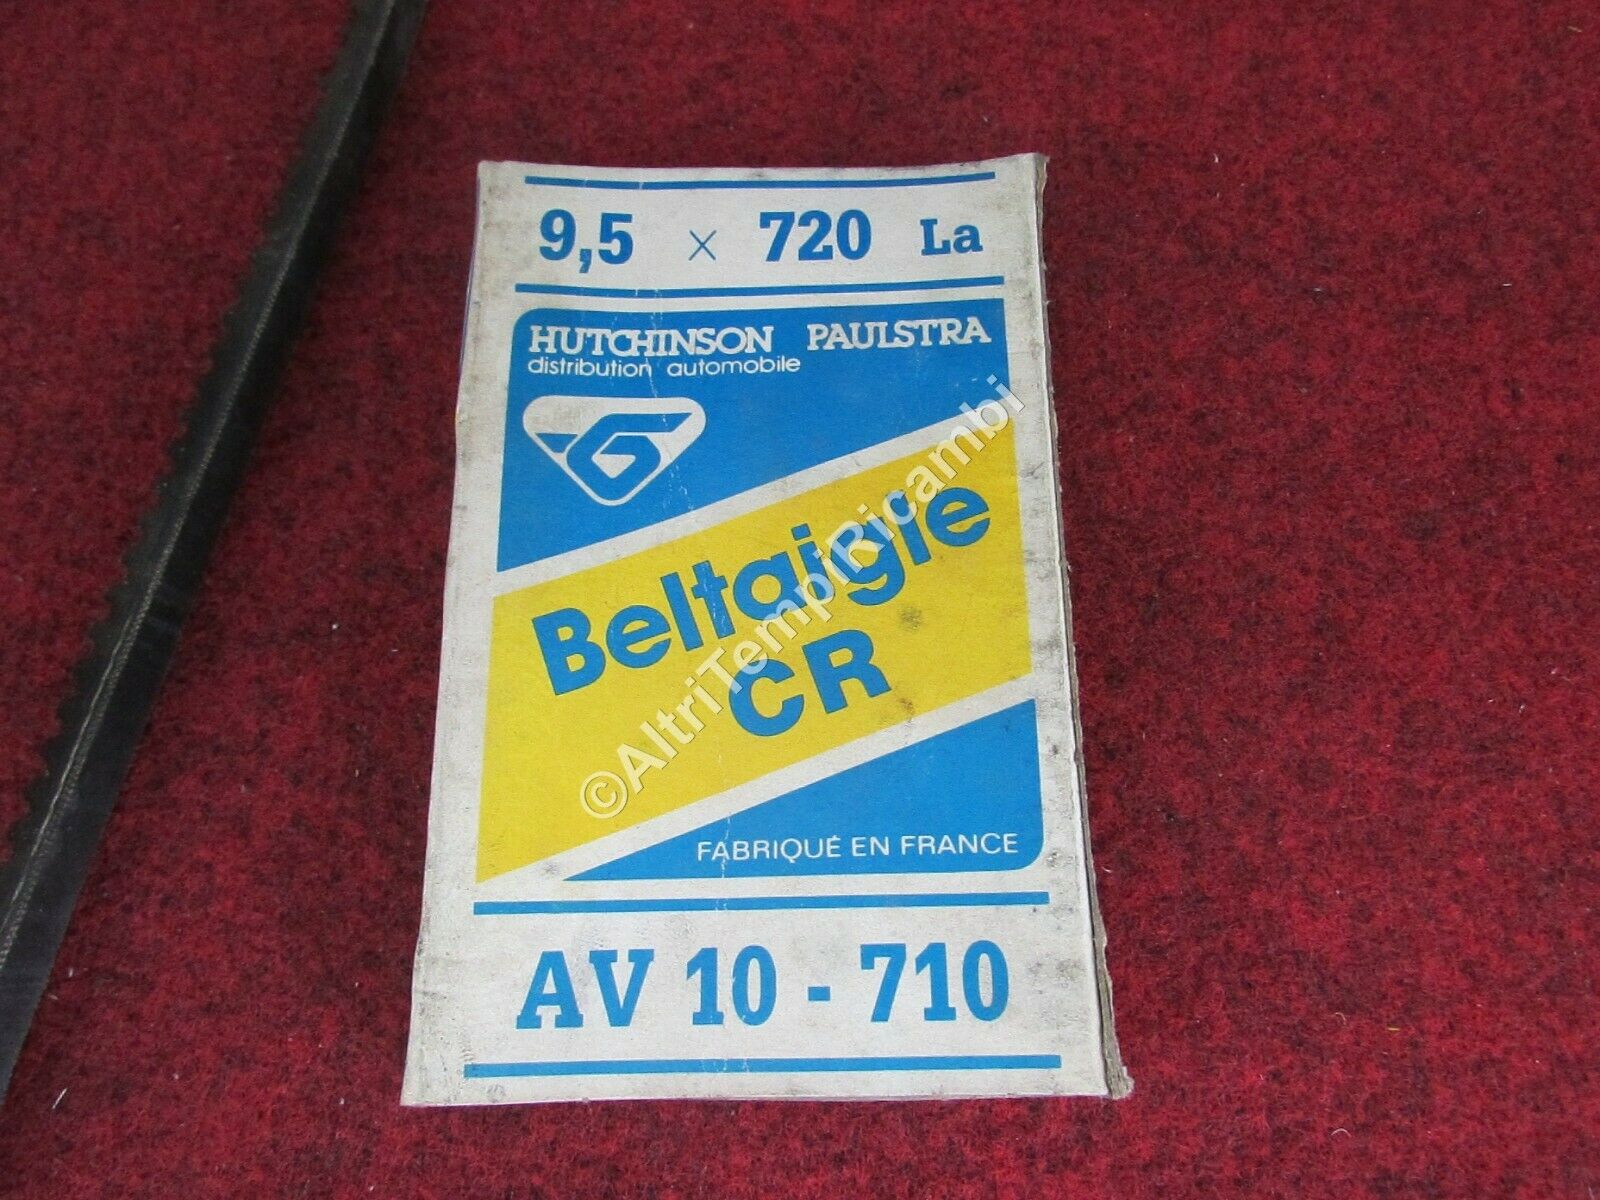 9,5 × 720 La
HUTCHINSON PAULSTRA
distribution automobile
G
Beltaigle
CR
©AltriTempiRicambi
FABRIQUÉ EN FRANCE
AV 10 - 710